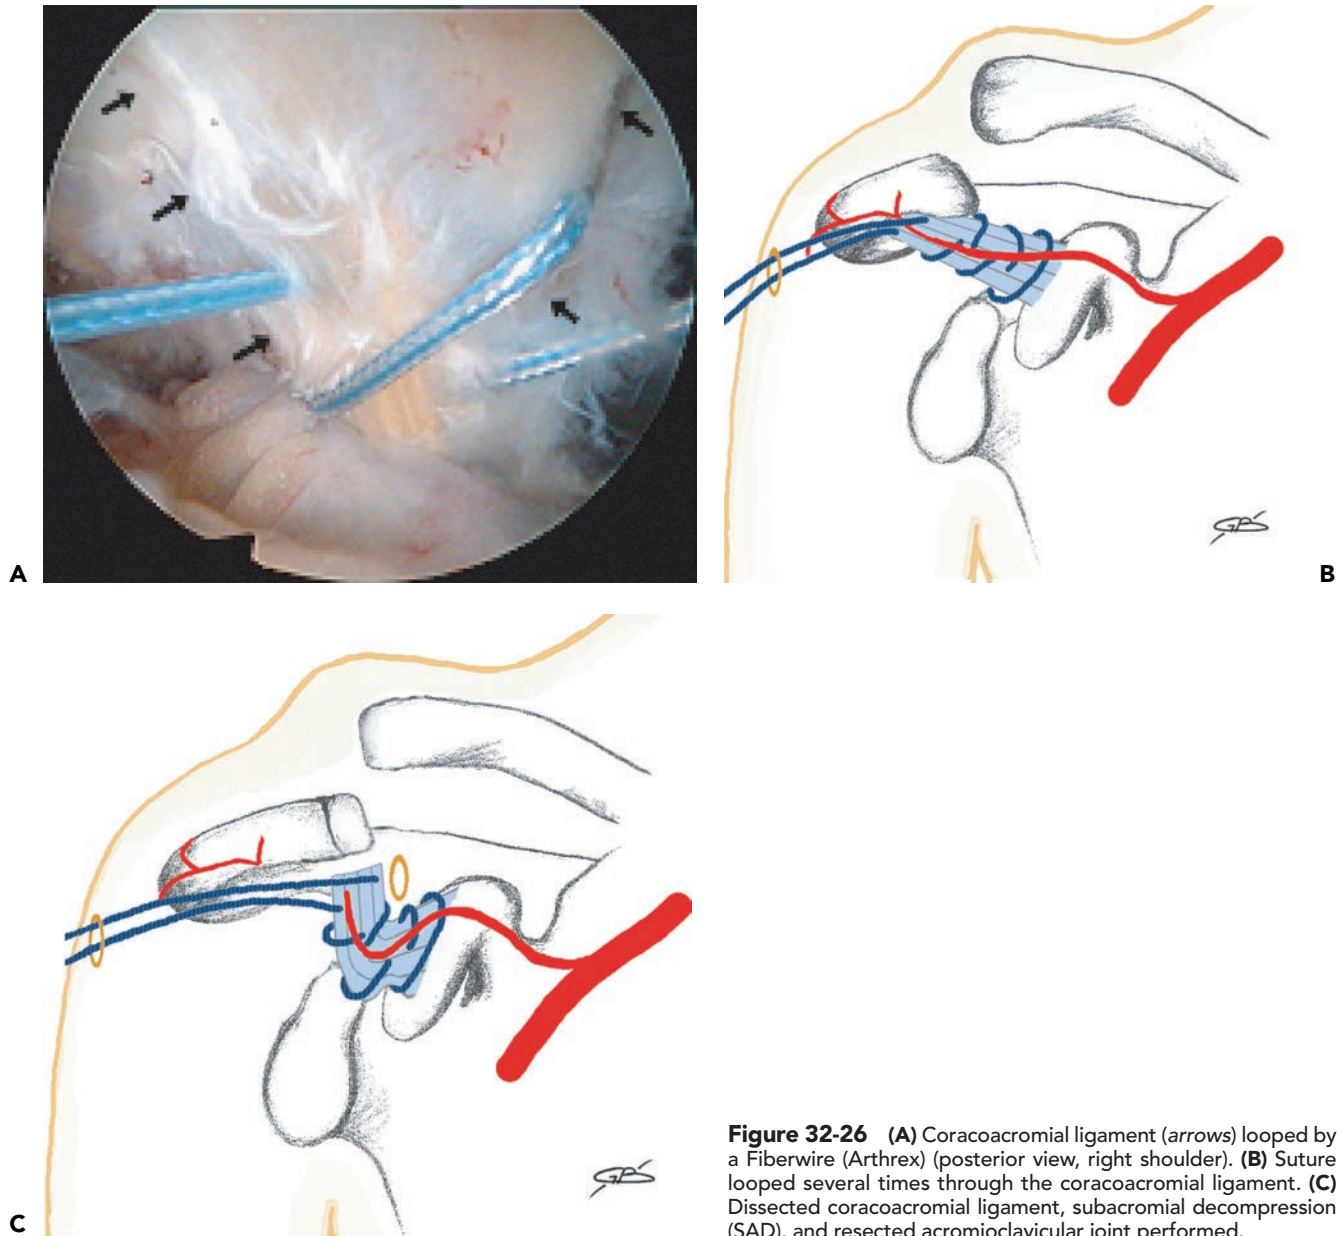 A
B
C
Figure 32-26 (A) Coracoacromial ligament (arrows) looped by
a Fiberwire (Arthrex) (posterior view, right shoulder). (B) Suture
looped several times through the coracoacromial ligament. (C)
Dissected coracoacromial ligament, subacromial decompression
(SAD), and resected acromioclavicular joint performed.